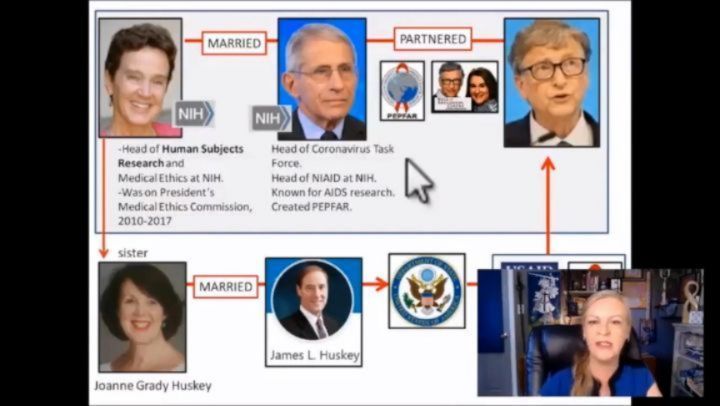 MARRIED
PARTNERED
NIH
NIH
PEPFAR
-Head of Human Subjects
Research and
Medical Ethics at NIH.
-Was on President´s
Medical Ethics Commission,
2010-2017
Head of Coronavirus Task
Force.
Head of NIAID at NIH.
Known for AIDS research.
Created PEPFAR.
sister
MARRIED
USAID
James L. Huskey
Joanne Grady Huskey